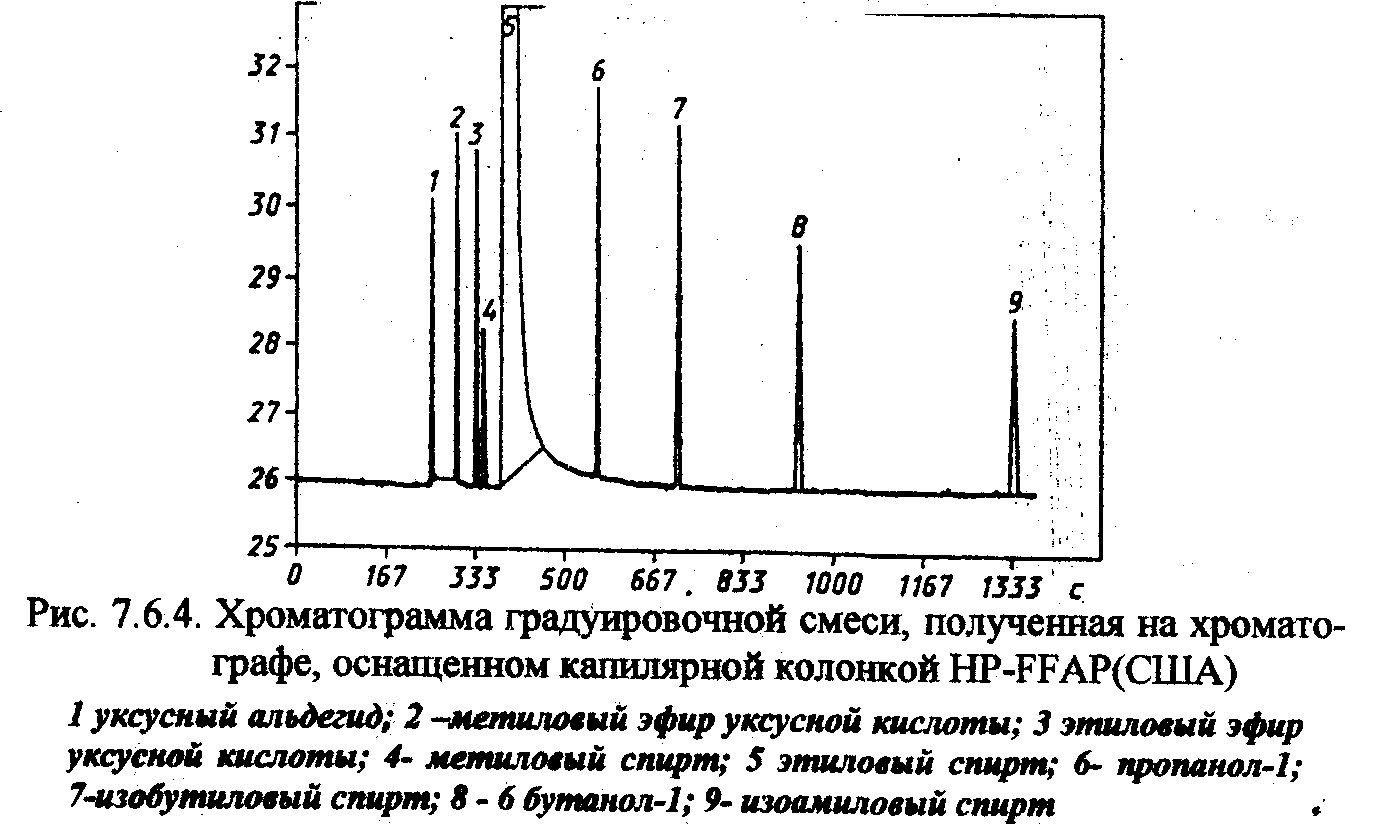 5
32
6
31
2
3
7
1
30
8
29
4
9
28
27
26
25
0 167 333 500 667. 833 1000 1167 1333 с
Рис. 7.6.4. Хроматограмма градуировочной смеси, полученная на хромато-
графе, оснащенном капилярной колонкой HP-FFAP(США)
1 уксусный альдегид; 2 –метиловый эфир уксусной кислоты; 3 этиловый эфир
уксусной кислоты; 4- метиловый спирт; 5 этиловый спирт; 6- пропанол-1;
7-изобутиловый спирт; 8 - 6 бутанол-1; 9- изоамиловый спирт